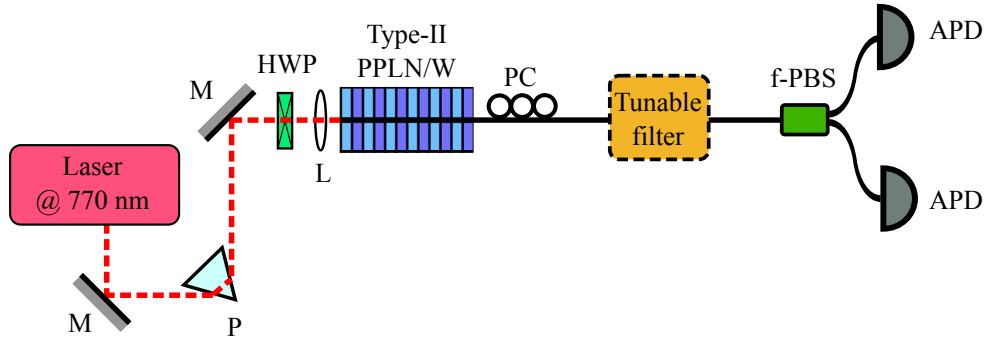 Type-II
PPLN/W
HWP
M
PC
f-PBS
APD
Tunable
filter
Laser
@ 770 nm
L
APD
M
P